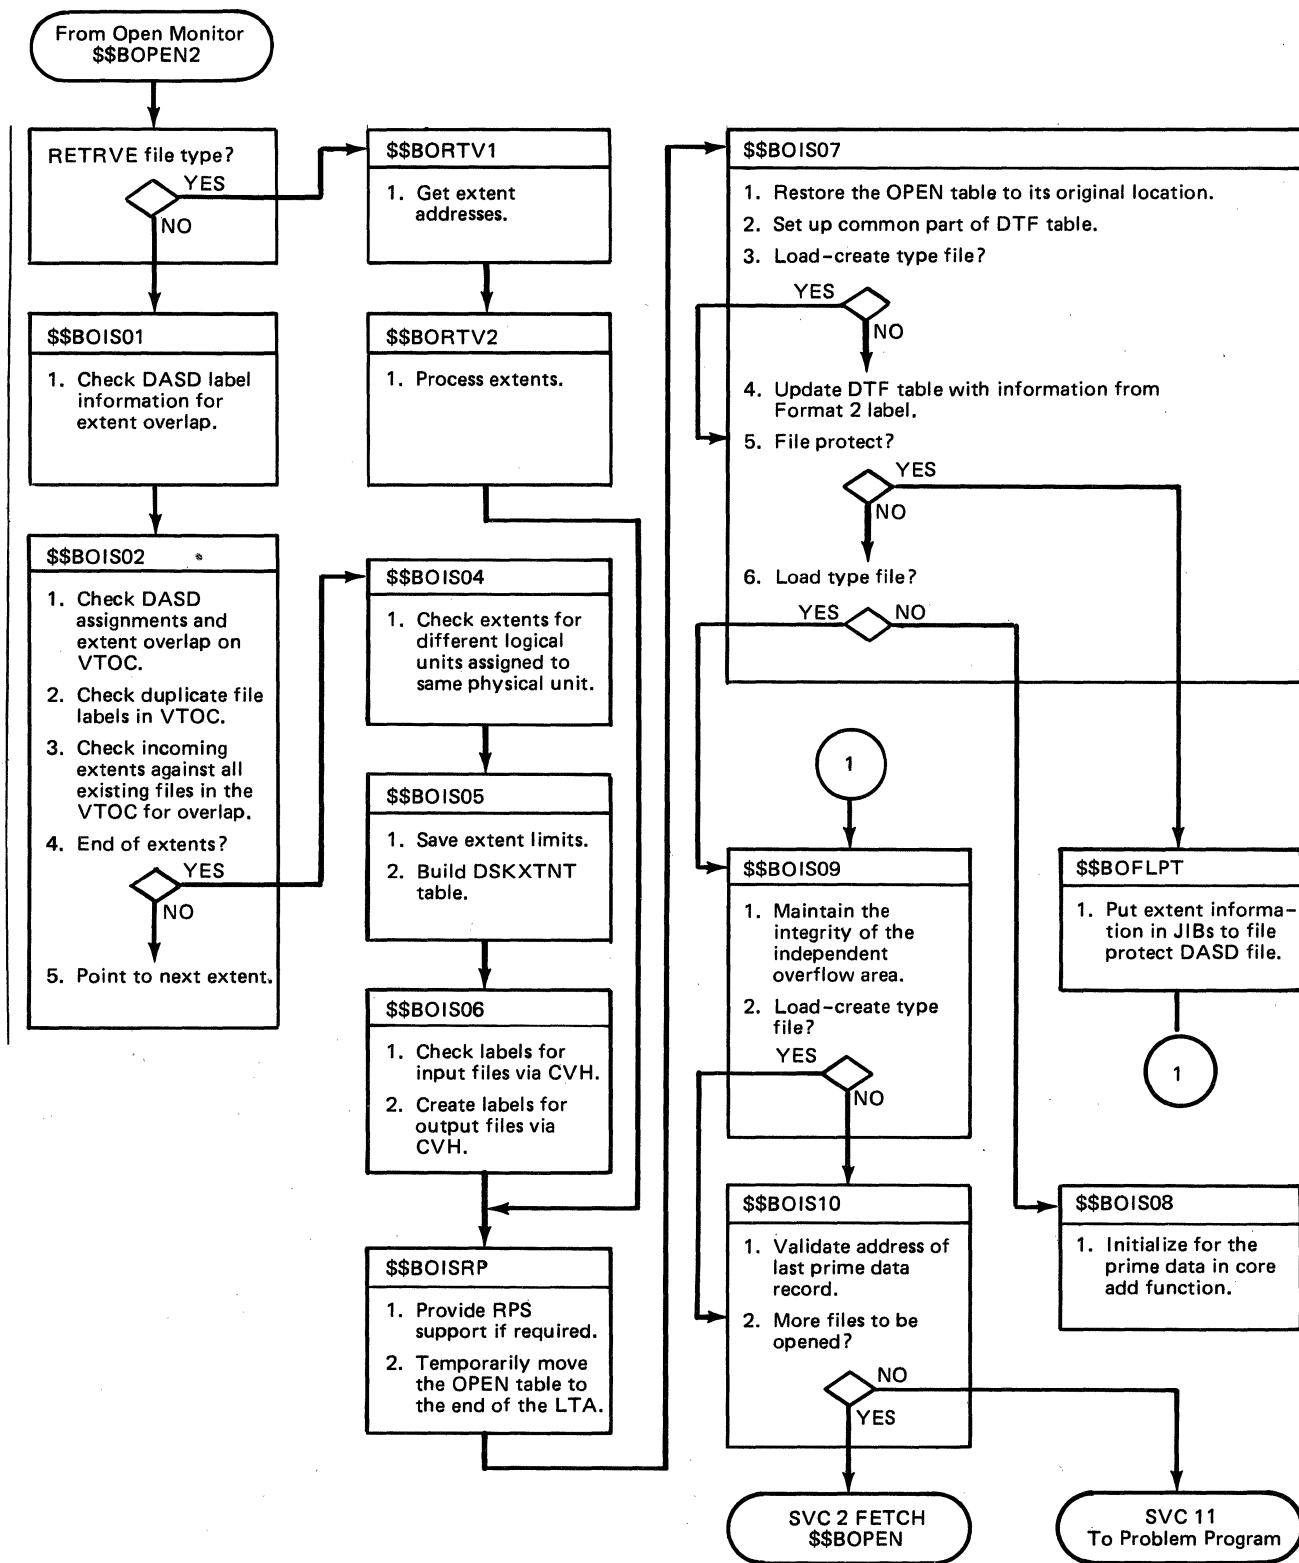 From Open Monitor
$$BOPEN2
RETRVE file type?
YES
NO
$$BOIS01
1. Check DASD label
information for
extent overlap.
$$BOIS02
1. Check DASD
assignments and
extent overlap on
VTOC.
2. Check duplicate file
labels in VTOC.
3. Check incoming
extents against all
existing files in the
VTOC for overlap.
4. End of extents?
YES
NO
5. Point to next extent.
$$BORTV1
1. Get extent
addresses.
$$BORTV2
1. Process extents.
$$BOIS04
1. Check extents for
different logical
units assigned to
same physical unit.
$$BOIS05
1. Save extent limits.
2. Build DSKXTNT
table.
$$BOIS06
1. Check labels for
input files via CVH.
2. Create labels for
output files via
CVH.
$$BOISRP
1. Provide RPS
support if required.
2. Temporarily move
the OPEN table to
the end of the LTA.
$$BOIS07
1. Restore the OPEN table to its original location.
2. Set up common part of DTF table.
3. Load-create type file?
YES
NO
4. Update DTF table with information from
Format 2 label.
5. File protect?
YES
NO
6. Load type file?
YES
NO
1
$$BOIS09
1. Maintain the
integrity of the
independent
overflow area.
2. Load-create type
file?
YES
NO
$$BOIS10
1. Validate address of
last prime data
record.
2. More files to be
opened?
NO
YES
SVC 2 FETCH
$$BOPEN
$$BOFLPT
1. Put extent informa-
tion in JIBs to file
protect DASD file.
1
$$BOIS08
1. Initialize for the
prime data in core
add function.
SVC 11
To Problem Program